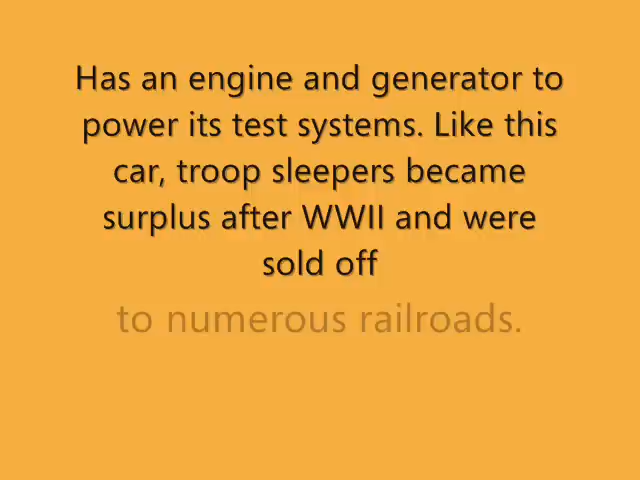 Has an engine and generator to
power its test systems. Like this
car, troop sleepers became
surplus after WWII and were
sold off
to numerous railroads.